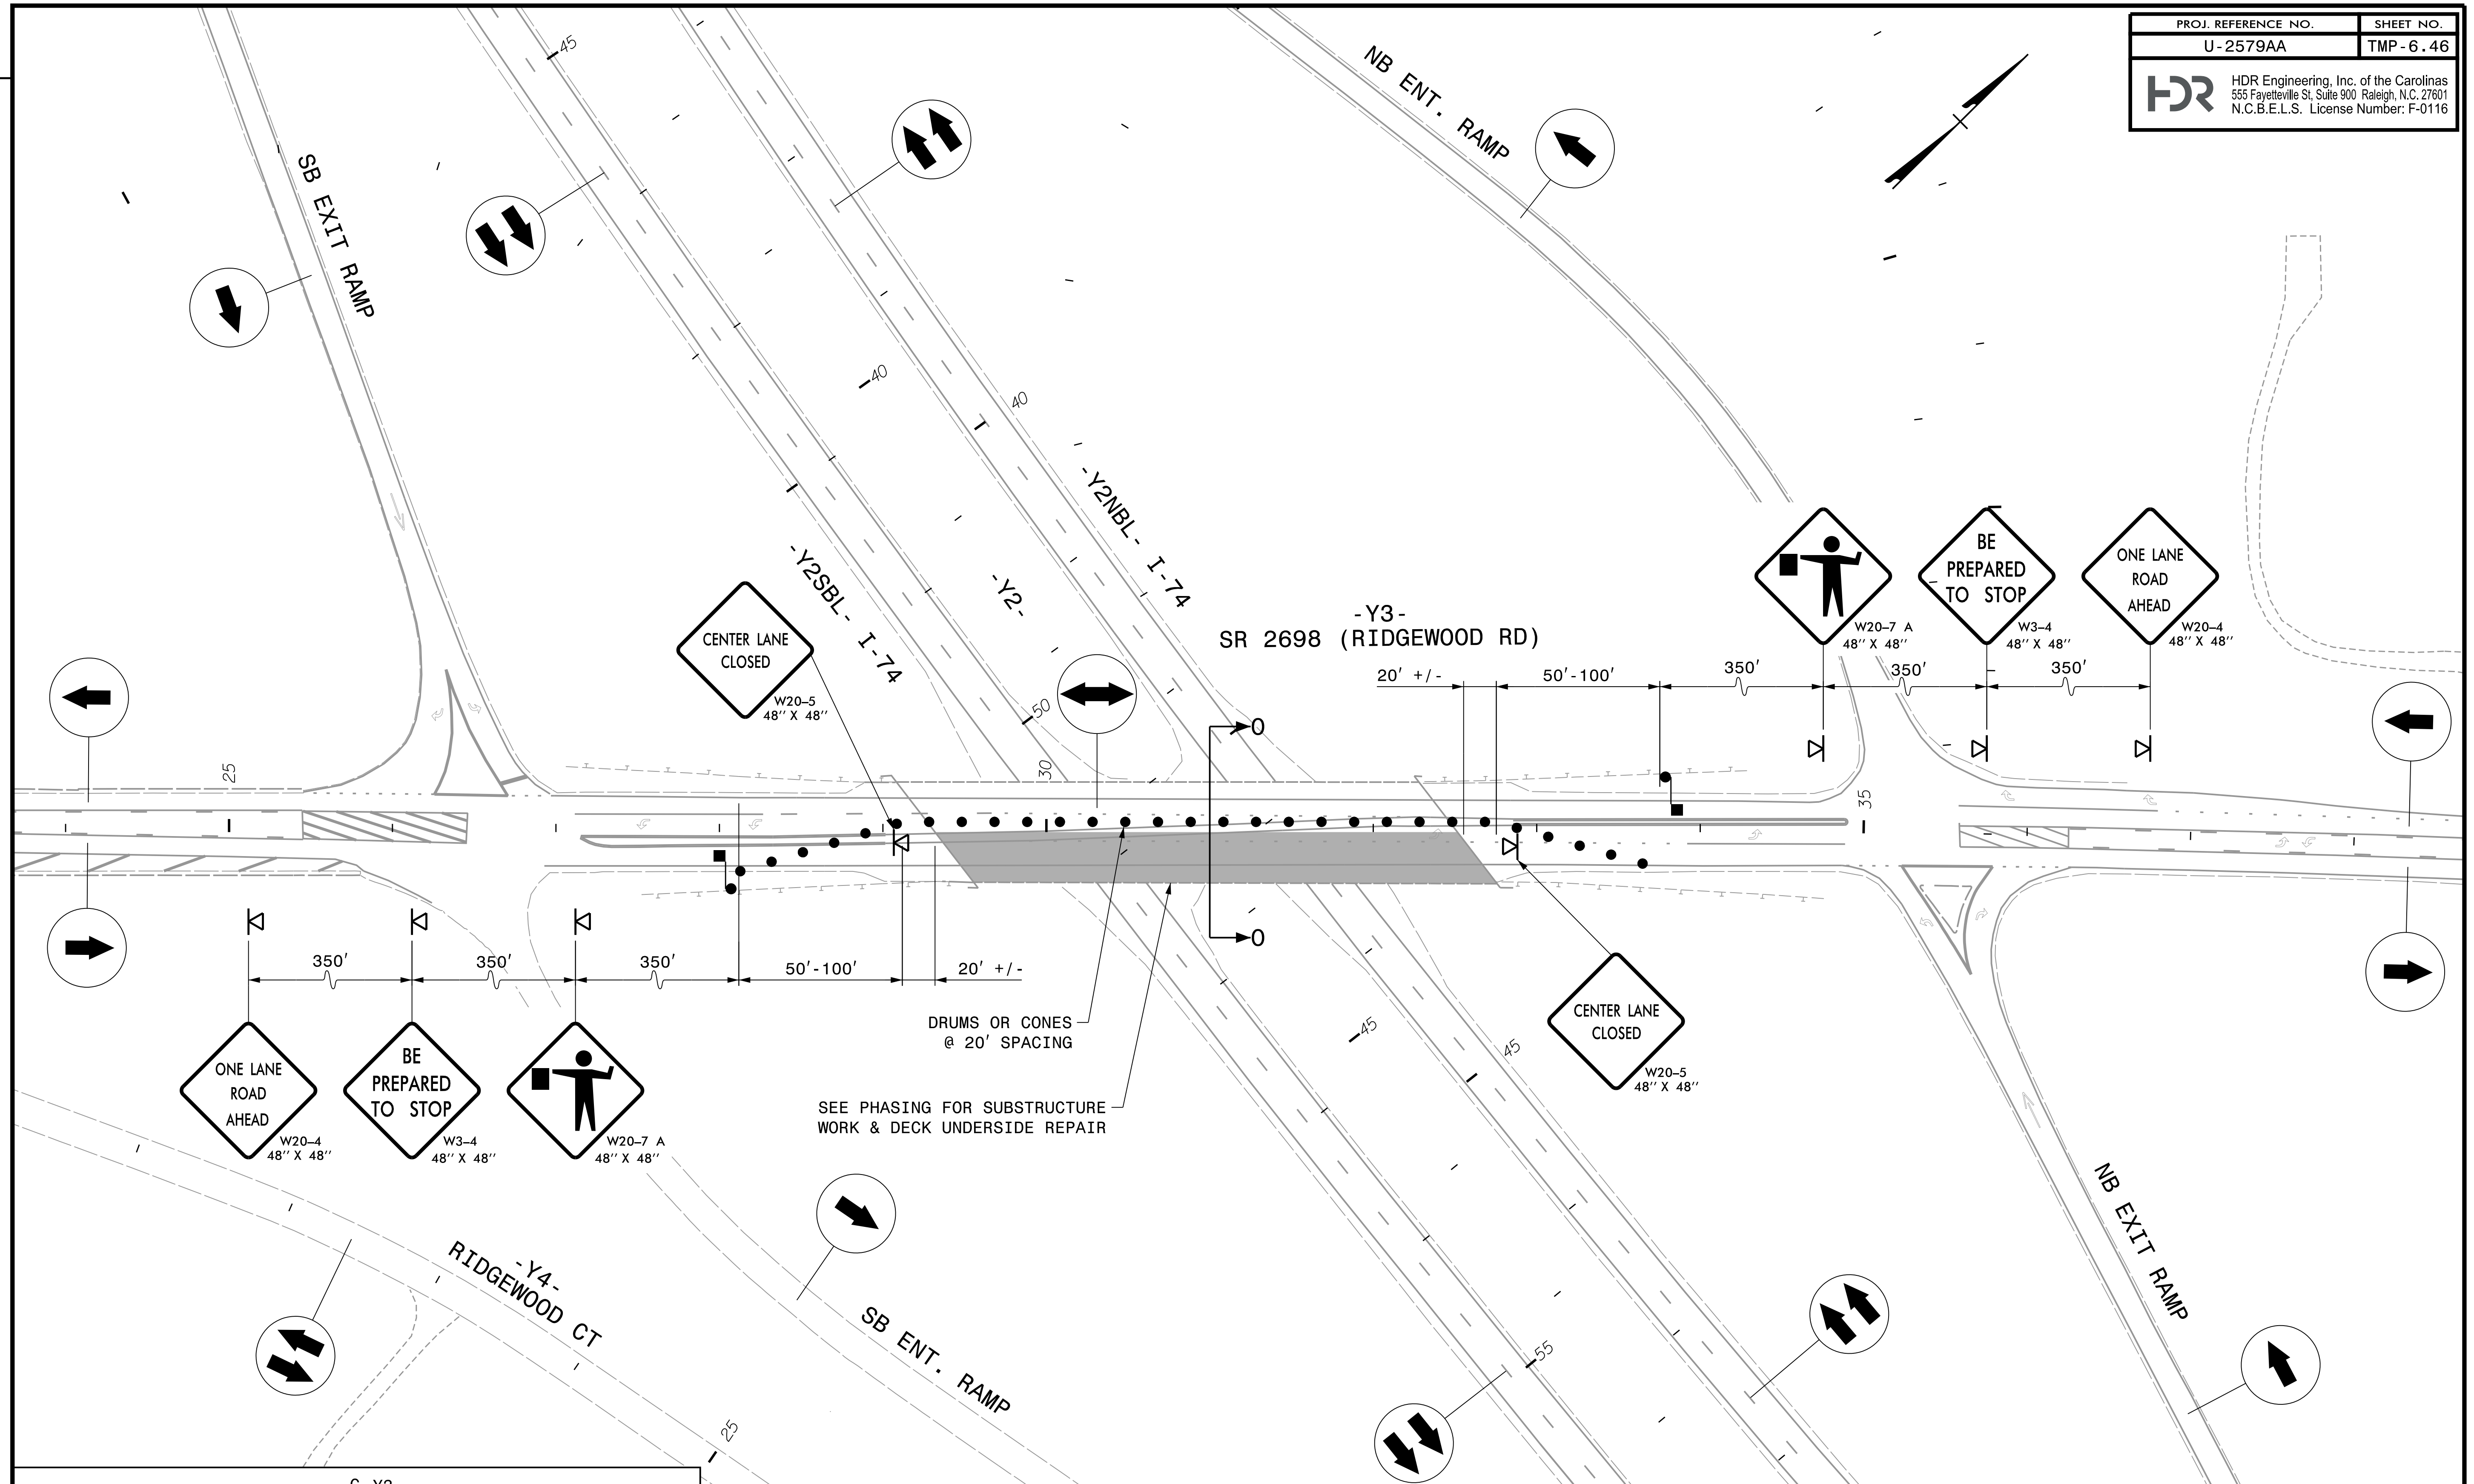 PROJ. REFERENCE NO.
SHEET NO.
U-2579AA
TMP-6.46
HDR
HDR Engineering, Inc. of the Carolinas
555 Fayetteville St, Suite 900 Raleigh, N.C. 27601
N.C.B.E.L.S. License Number: F-0116
45
NB ENT. RAMP
SB EXIT RAMP
40
40
-Y2NBL- I-74
-Y2SBL- I-74
-Y2-
CENTER LANE
CLOSED
W20-5
48'' X 48''
-Y3-
SR 2698 (RIDGEWOOD RD)
BE
PREPARED
TO STOP
ONE LANE
ROAD
AHEAD
W20-7 A
48'' X 48''
W3-4
48'' X 48''
W20-4
48'' X 48''
20' +/-
50'-100'
350'
350'
350'
50
0
25
30
35
0
350'
350'
350'
50'-100'
20' +/-
DRUMS OR CONES
@ 20' SPACING
45
45
CENTER LANE
CLOSED
W20-5
48'' X 48''
ONE LANE
ROAD
AHEAD
W20-4
48'' X 48''
BE
PREPARED
TO STOP
W3-4
48'' X 48''
W20-7 A
48'' X 48''
SEE PHASING FOR SUBSTRUCTURE
WORK & DECK UNDERSIDE REPAIR
-Y4-
RIDGEWOOD CT
SB ENT. RAMP
NB EXIT RAMP
55
25